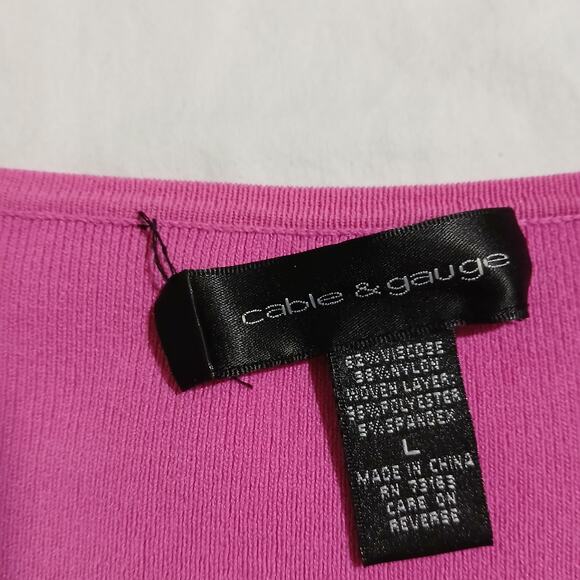 cable & gauge
62%VISCOSE
38%NYLON
WOVEN LAYER:
95%POLYESTER
5%SPANDEX
L
MADE IN CHINA
RN 73163
CARE ON
REVERSE